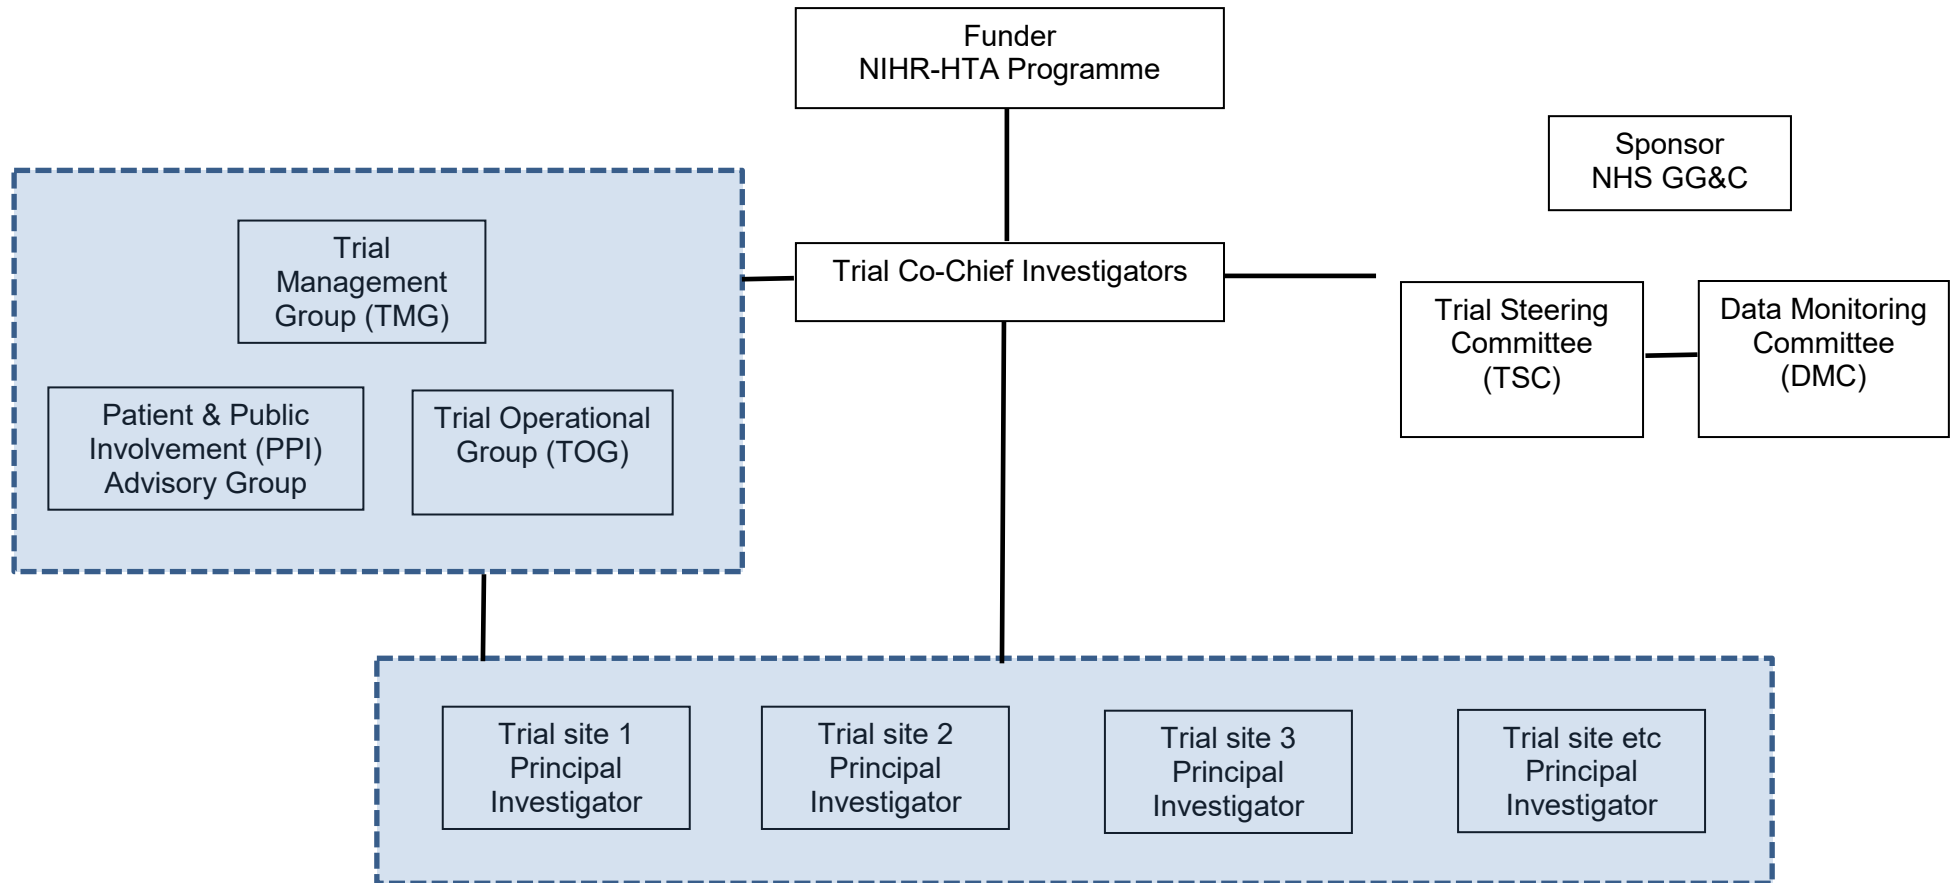 Funder
NIHR-HTA Programme
Sponsor
NHS GG&C
Trial
Management
Group (TMG)
Trial Co-Chief Investigators
Trial Steering
Committee
(TSC)
Data Monitoring
Committee
(DMC)
Patient & Public
Involvement (PPI)
Advisory Group
Trial Operational
Group (TOG)
Trial site 1
Principal
Investigator
Trial site 2
Principal
Investigator
Trial site 3
Principal
Investigator
Trial site etc
Principal
Investigator